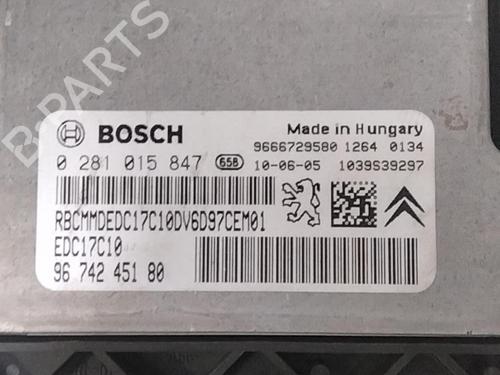 B-PARTS
BOSCH
Made in Hungary
9666729580 1264 0134
0 281 015 847 65B 10-06-05 1039S39297
RBCMMDEDC17C10DV6D97CEM01
EDC17C10
96 742 451 80